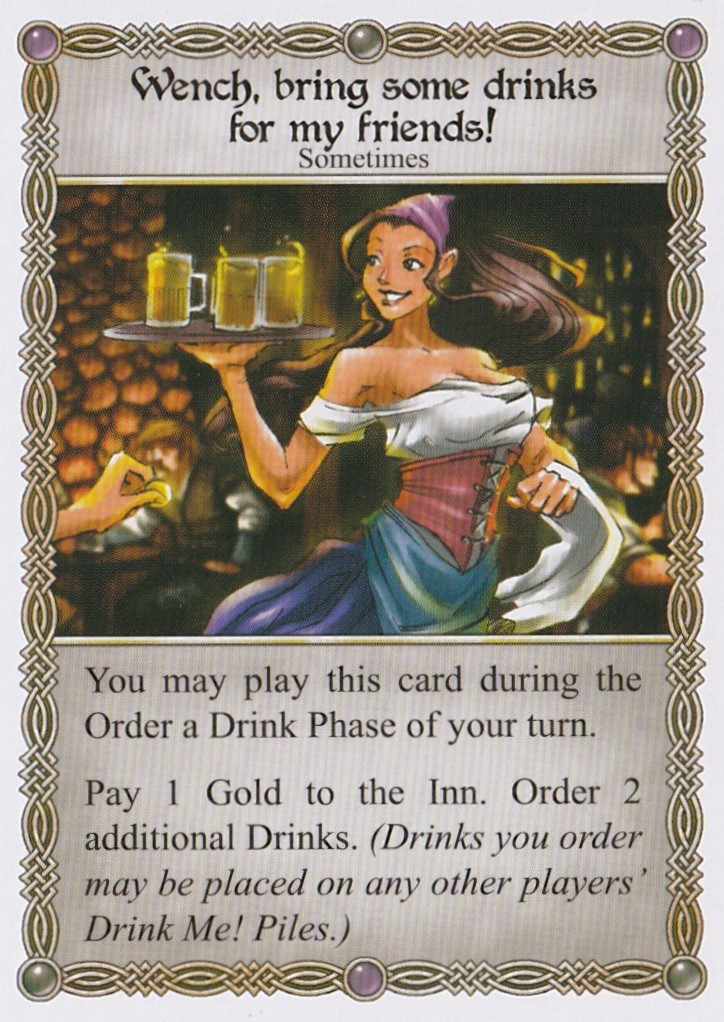 Wench, bring some drinks
for my friends!
Sometimes
You may play this card during the
Order a Drink Phase of your turn.
Pay 1 Gold to the Inn. Order 2
additional Drinks. (Drinks you order
may be placed on any other players’
Drink Me! Piles.)